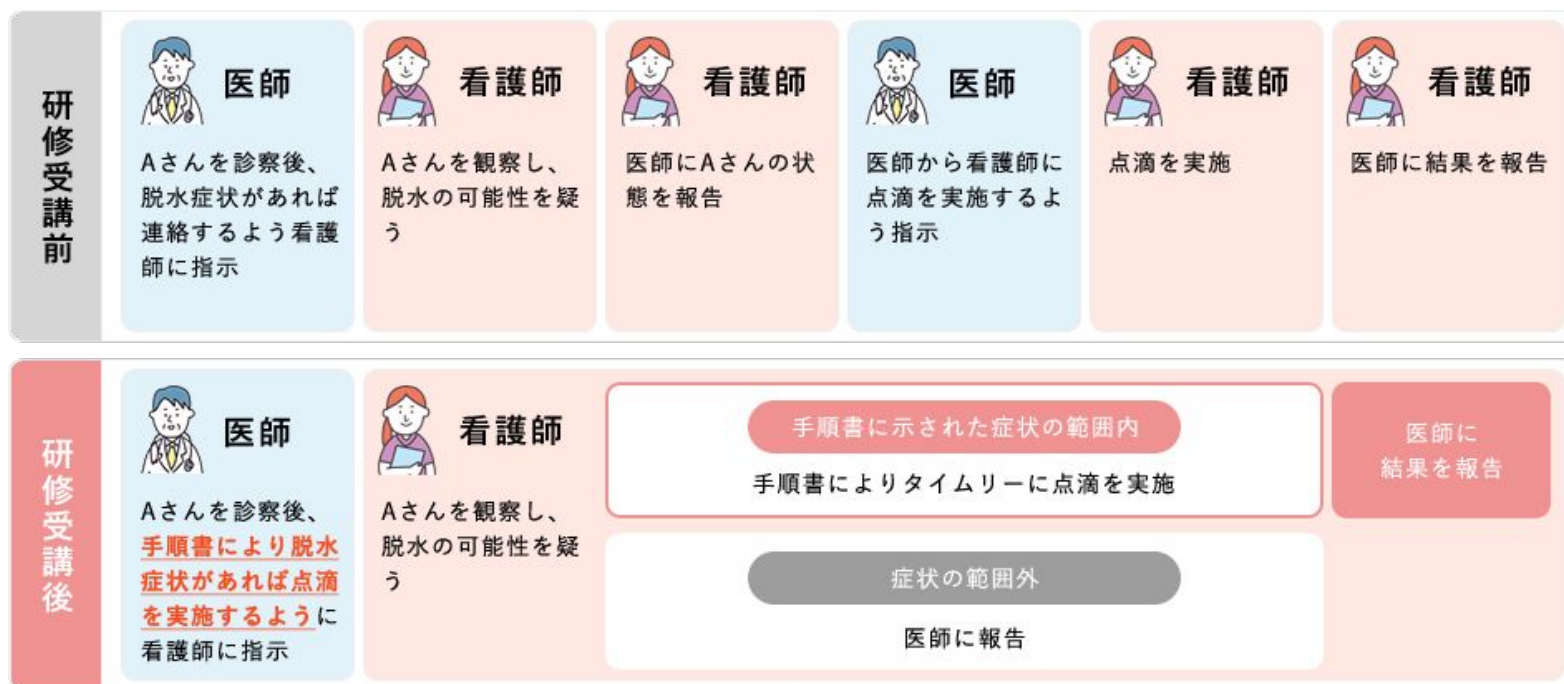 研修受講前
医師
Aさんを診察後、
脱水症状があれば
連絡するよう看護
師に指示
看護師
Aさんを観察し、
脱水の可能性を疑
う
看護師
医師にAさんの状
態を報告
医師
医師から看護師に
点滴を実施するよ
う指示
看護師
点滴を実施
看護師
医師に結果を報告
研修受講後
医師
Aさんを診察後、
手順書により脱水
症状があれば点滴
を実施するように
看護師に指示
看護師
Aさんを観察し、
脱水の可能性を疑
う
手順書に示された症状の範囲内
手順書によりタイムリーに点滴を実施
医師に
結果を報告
症状の範囲外
医師に報告